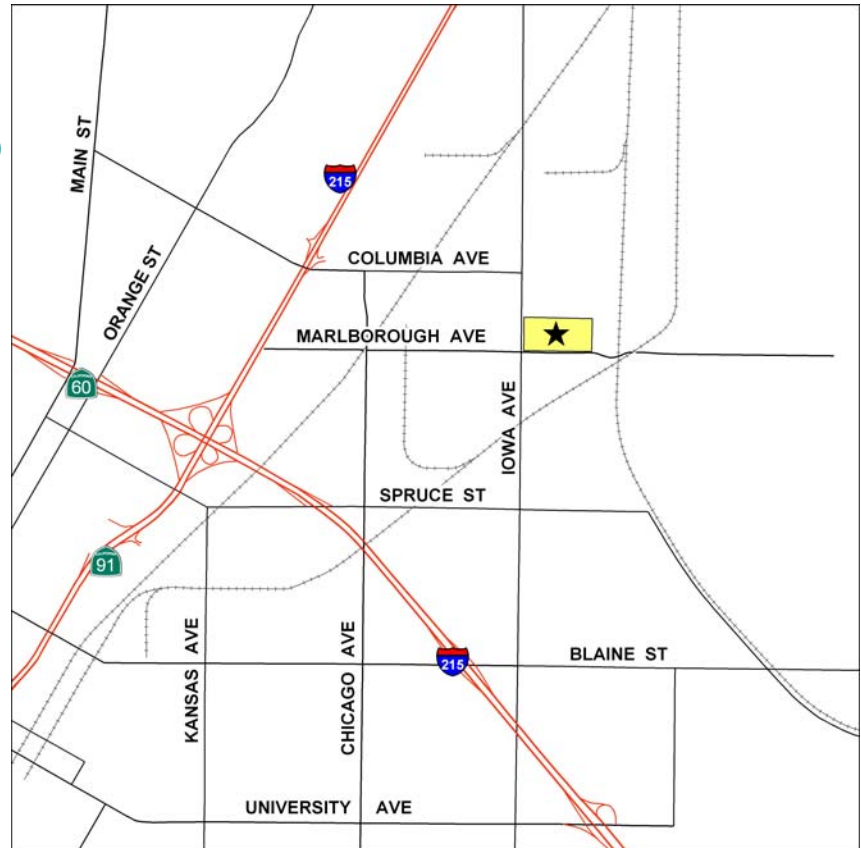 MAIN ST
215
ORANGE ST
COLUMBIA AVE
MARLBOROUGH AVE
60
IOWA AVE
SPRUCE ST
91
KANSAS AVE
CHICAGO AVE
215
BLAINE ST
UNIVERSITY AVE